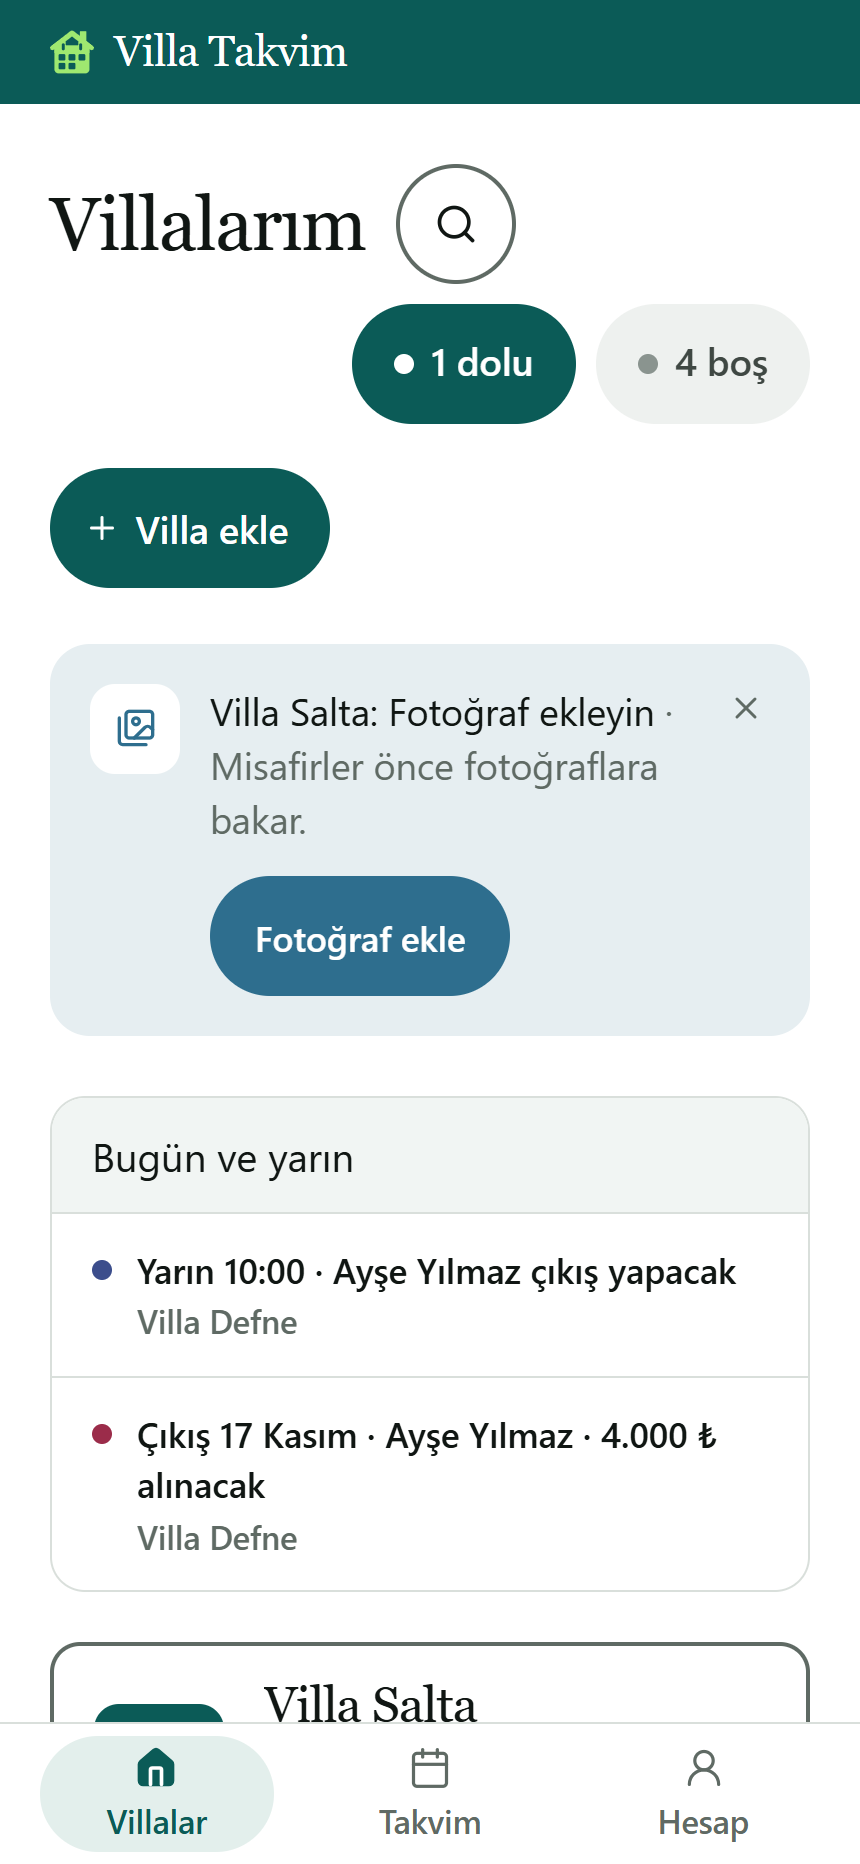 Villa Takvim
Villalarım
1 dolu
4 boş
+ Villa ekle
Villa Salta: Fotoğraf ekleyin ·
Misafirler önce fotoğraflara
bakar.
Fotoğraf ekle
Bugün ve yarın
Yarın 10:00 · Ayşe Yılmaz çıkış yapacak
Villa Defne
Çıkış 17 Kasım · Ayşe Yılmaz · 4.000 ₺
alınacak
Villa Defne
Villa Salta
Villalar
Takvim
Hesap